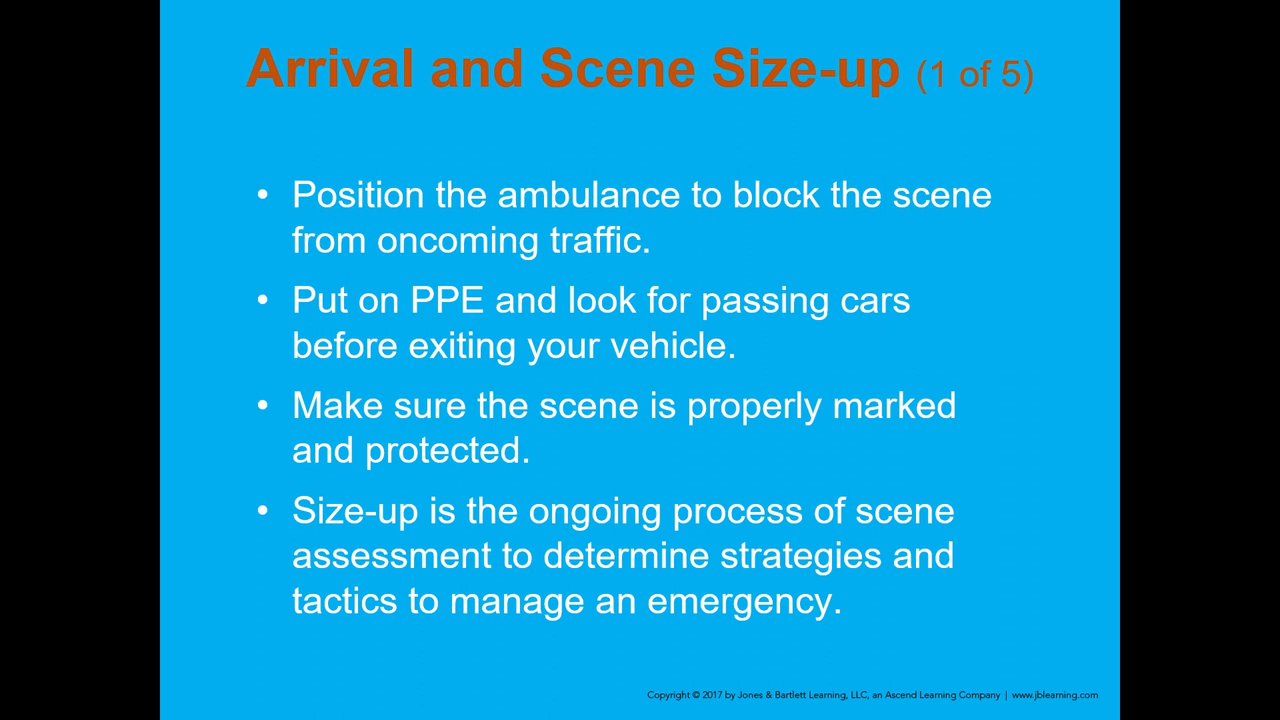 Arrival and Scene Size-up (1 of 5)
• Position the ambulance to block the scene
from oncoming traffic.
• Put on PPE and look for passing cars
before exiting your vehicle.
• Make sure the scene is properly marked
and protected.
• Size-up is the ongoing process of scene
assessment to determine strategies and
tactics to manage an emergency.
Copyright © 2017 by Jones & Bartlett Learning, LLC, an Ascend Learning Company | www.jblearning.com